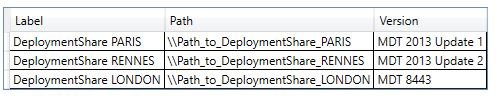 Label Path Version
DeploymentShare PARIS \\Path_to_DeploymentShare_PARIS MDT 2013 Update 1
DeploymentShare RENNES \\Path_to_DeploymentShare_RENNES MDT 2013 Update 2
DeploymentShare LONDON \\Path_to_DeploymentShare_LONDON MDT 8443